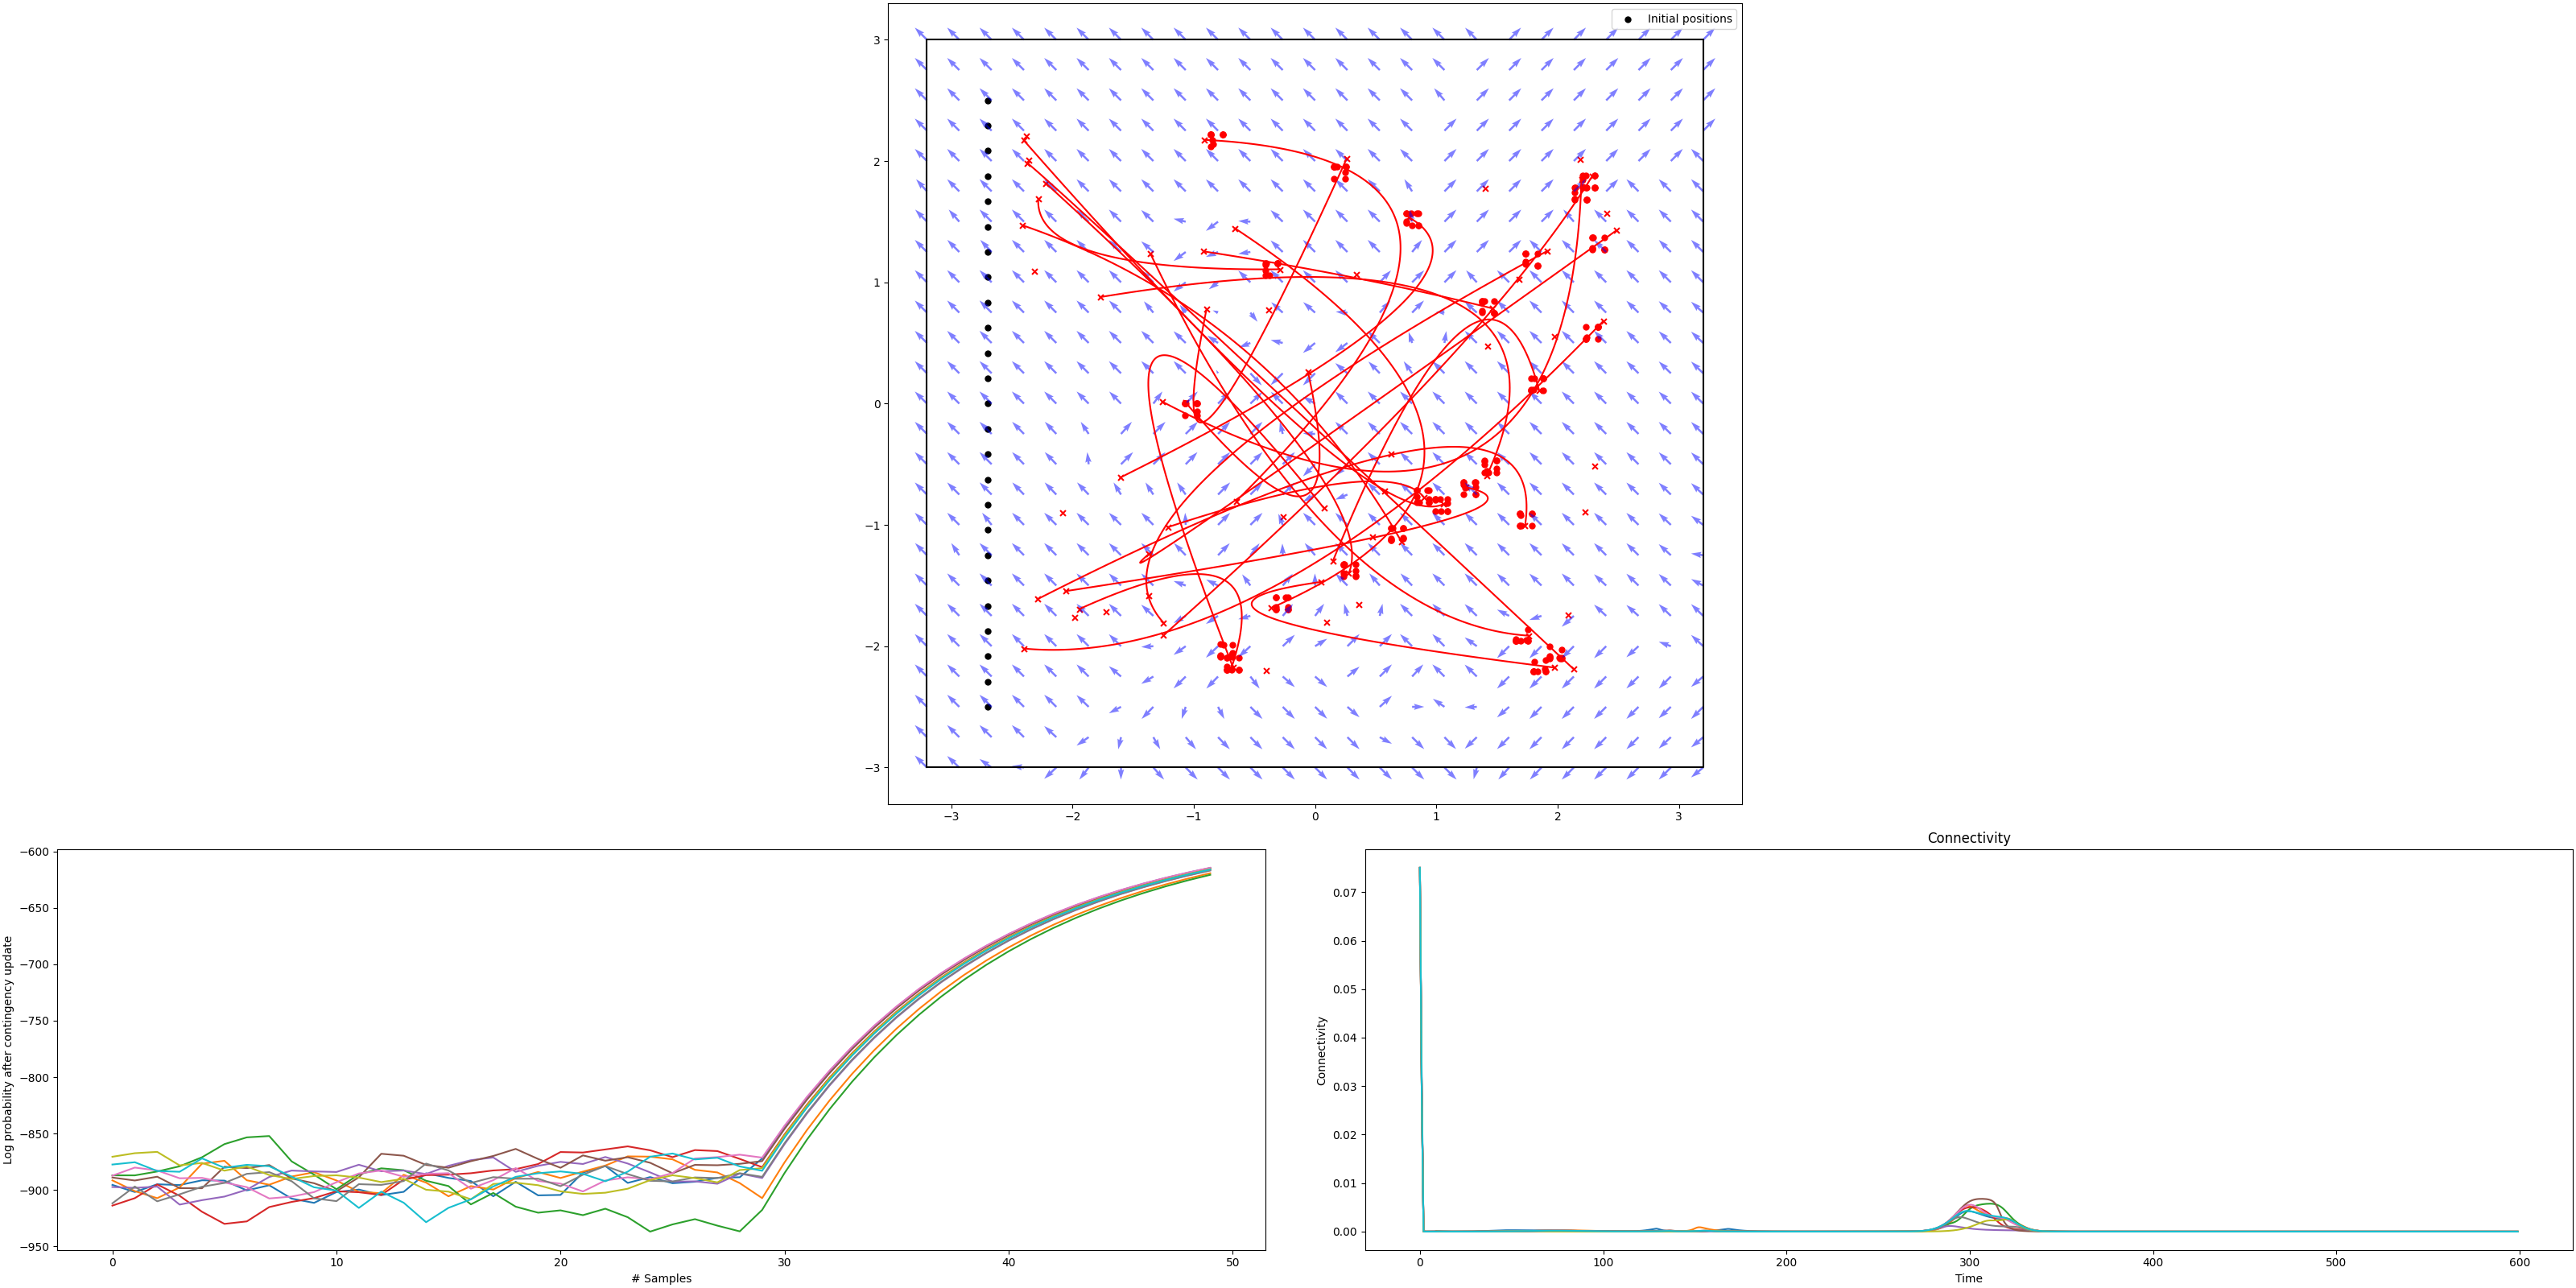 Initial positions
3
2
1
0
−1
−2
−3
−3 −2 −1 0 1 2 3
−600
−650
−700
−750
−800
−850
−900
−950
Log probability after contingency update
0 10 20 30 40 50
# Samples
Connectivity
0.07
0.06
0.05
0.04
0.03
0.02
0.01
0.00
Connectivity
0 100 200 300 400 500 600
Time